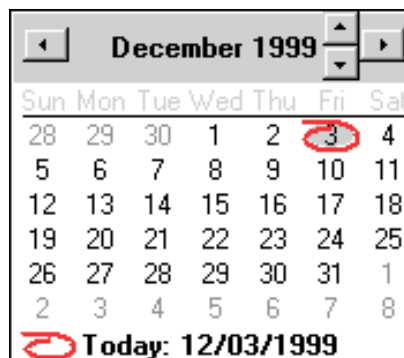 December 1999
Sun Mon Tue Wed Thu Fri Sat
28 29 30 1 2 3 4
5 6 7 8 9 10 11
12 13 14 15 16 17 18
19 20 21 22 23 24 25
26 27 28 29 30 31 1
2 3 4 5 6 7 8
Today: 12/03/1999